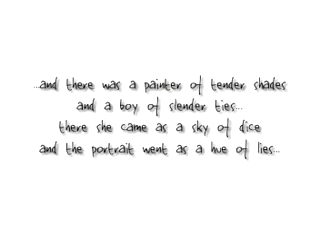 ...and there was a painter of tender shades
and a boy of slender ties...
there she came as a sky of dice
and the portrait went as a hue of lies...